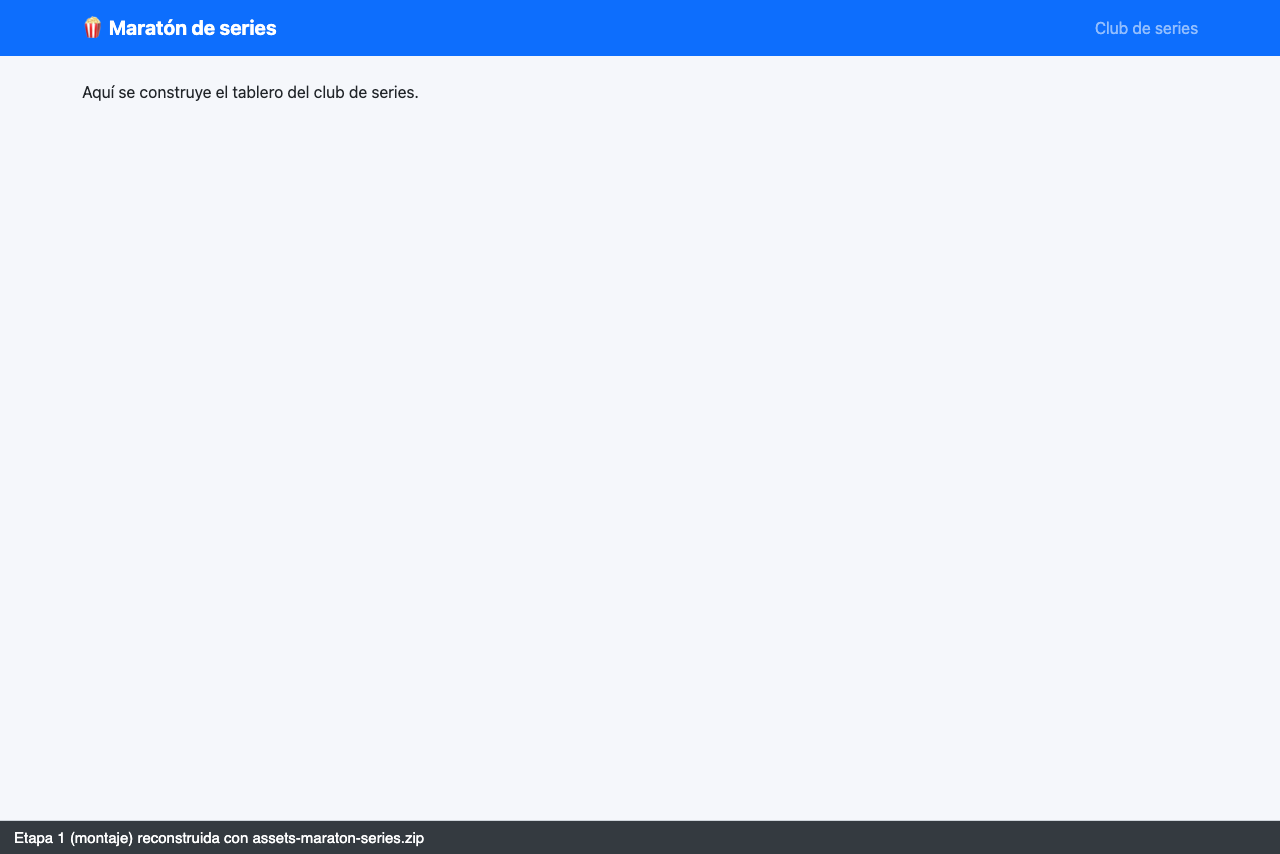 🍿 Maratón de series
Club de series
Aquí se construye el tablero del club de series.
Etapa 1 (montaje) reconstruida con assets-maraton-series.zip